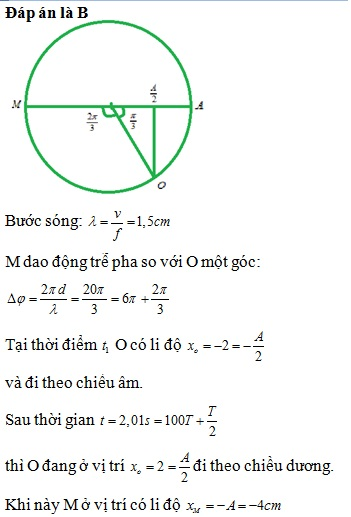 Đáp án là B
M
A/2
A
2π/3
π/3
O
Bước sóng: λ = v/f = 1,5cm
M dao động trễ pha so với O một góc:
Δφ = 2πd/λ = 20π/3 = 6π + 2π/3
Tại thời điểm t₁ O có li độ xₒ = -2 = -A/2
và đi theo chiều âm.
Sau thời gian t = 2,01s = 100T + T/2
thì O đang ở vị trí xₒ = 2 = A/2 đi theo chiều dương.
Khi này M ở vị trí có li độ x_M = -A = -4cm